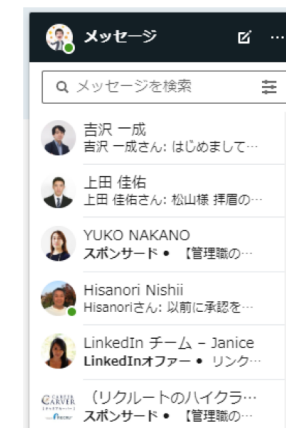 メッセージ
メッセージを検索
吉沢 一成
吉沢 一成さん: はじめまして…
上田 佳佑
上田 佳佑さん: 松山様 拝眉の…
YUKO NAKANO
スポンサード • 【管理職の…
Hisanori Nishii
Hisanoriさん: 以前に承認を…
LinkedIn チーム – Janice
LinkedInオファー • リンク…
（リクルートのハイクラ…
CARVER
スポンサード • 【管理職の…